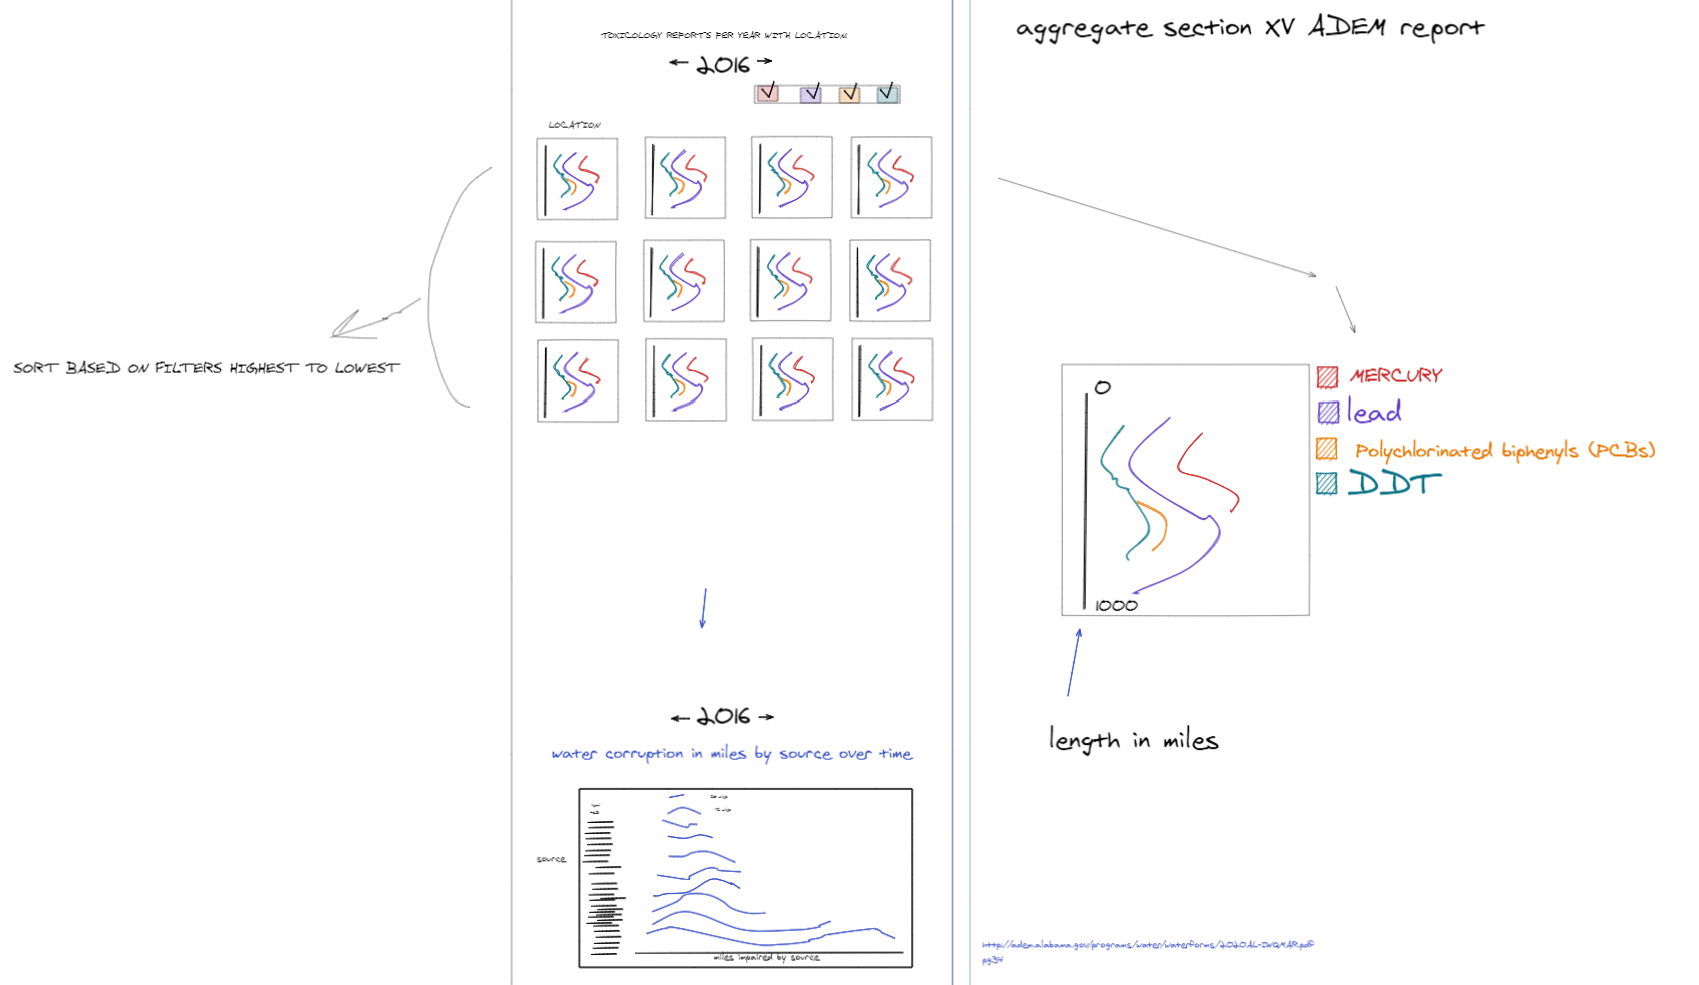 TOXICOLOGY REPORTS PER YEAR WITH LOCATION
← 2016 →
LOCATION
SORT BASED ON FILTERS HIGHEST TO LOWEST
← 2016 →
water corruption in miles by source over time
source
miles impaired by source
aggregate section XV ADEM report
0
1000
MERCURY
lead
Polychlorinated biphenyls (PCBs)
DDT
length in miles
http://adem.alabama.gov/programs/water/waterforms/2020AL-IWQMAR.pdf
pg34